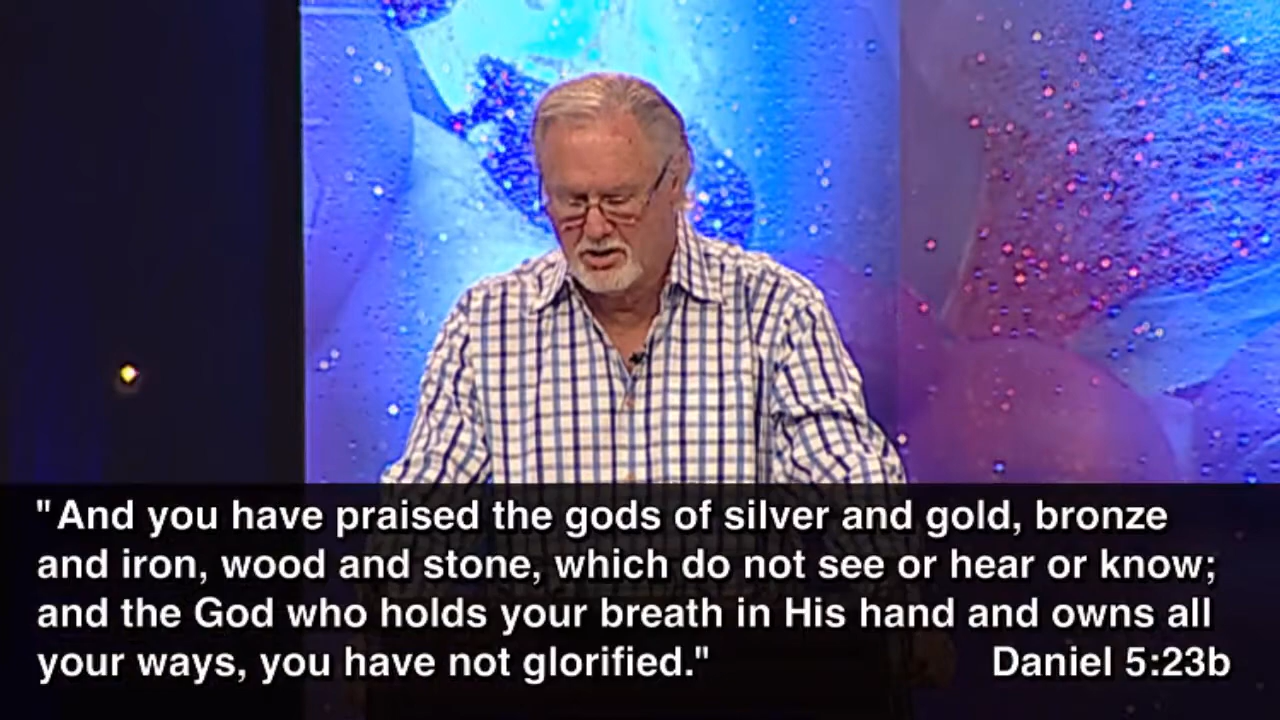 "And you have praised the gods of silver and gold, bronze
and iron, wood and stone, which do not see or hear or know;
and the God who holds your breath in His hand and owns all
your ways, you have not glorified."
Daniel 5:23b